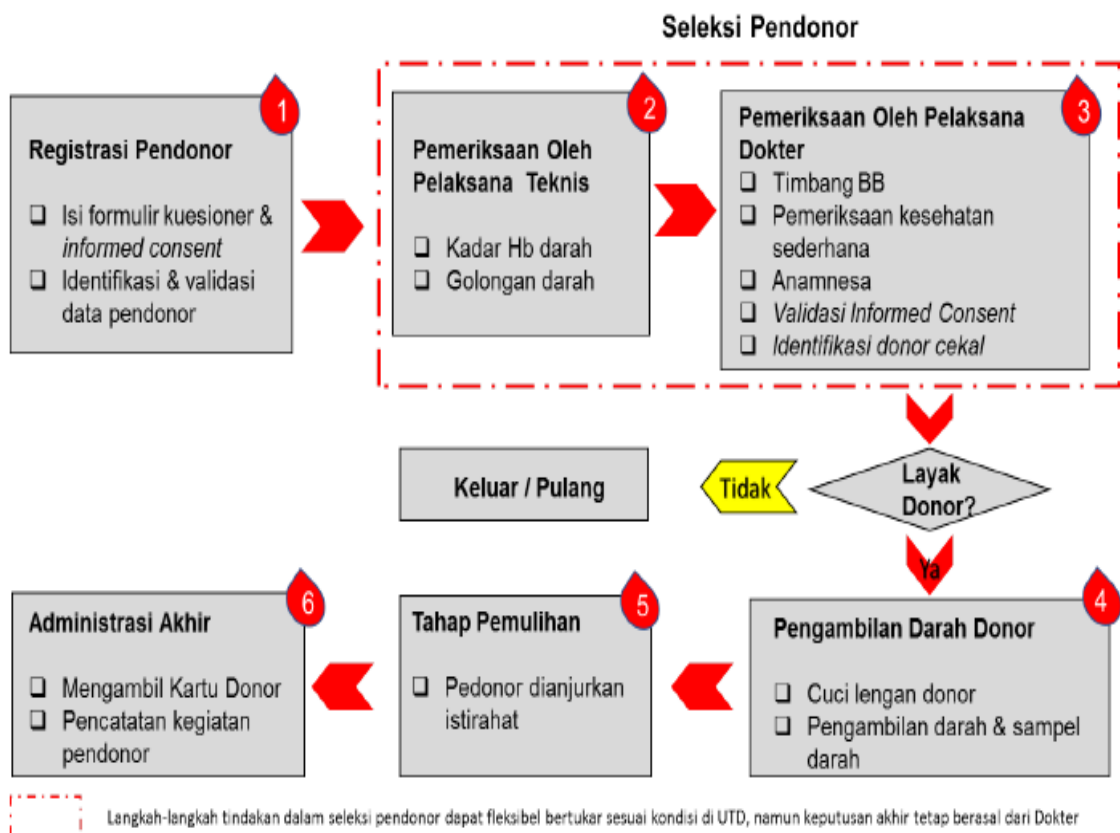 Seleksi Pendonor
1
Registrasi Pendonor
❑ Isi formulir kuesioner &
informed consent
❑ Identifikasi & validasi
data pendonor
2
Pemeriksaan Oleh
Pelaksana Teknis
❑ Kadar Hb darah
❑ Golongan darah
3
Pemeriksaan Oleh Pelaksana
Dokter
❑ Timbang BB
❑ Pemeriksaan kesehatan
sederhana
❑ Anamnesa
❑ Validasi Informed Consent
❑ Identifikasi donor cekal
Layak
Donor?
Tidak
Keluar / Pulang
Ya
4
Pengambilan Darah Donor
❑ Cuci lengan donor
❑ Pengambilan darah & sampel
darah
5
Tahap Pemulihan
❑ Pedonor dianjurkan
istirahat
6
Administrasi Akhir
❑ Mengambil Kartu Donor
❑ Pencatatan kegiatan
pendonor
Langkah-langkah tindakan dalam seleksi pendonor dapat fleksibel bertukar sesuai kondisi di UTD, namun keputusan akhir tetap berasal dari Dokter